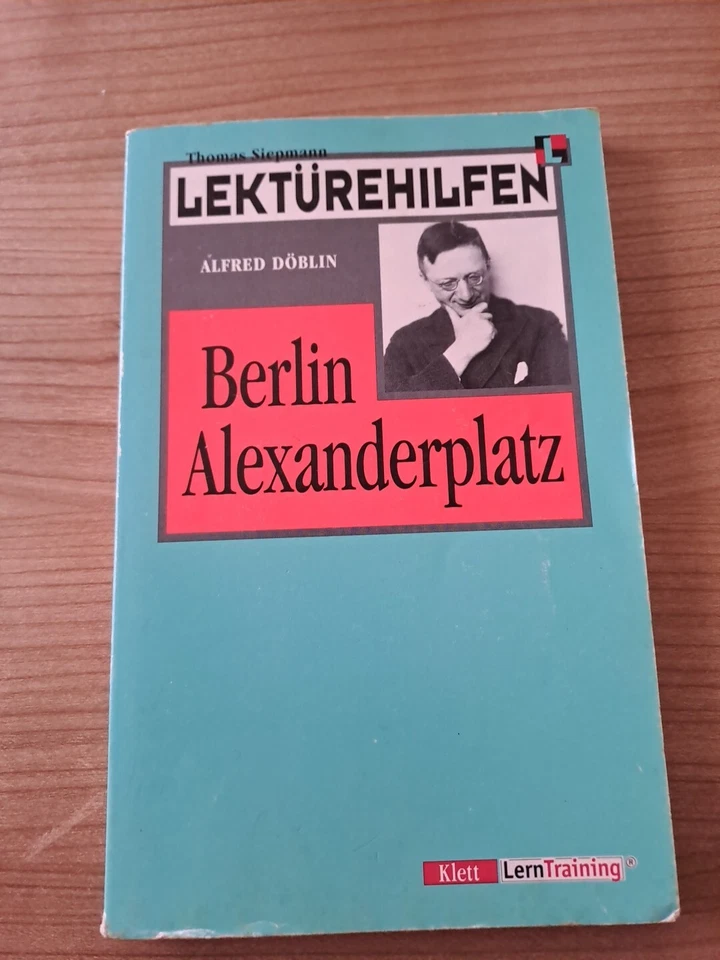 Thomas Siepmann
LEKTÜREHILFEN
ALFRED DÖBLIN
Berlin
Alexanderplatz
Klett LernTraining®